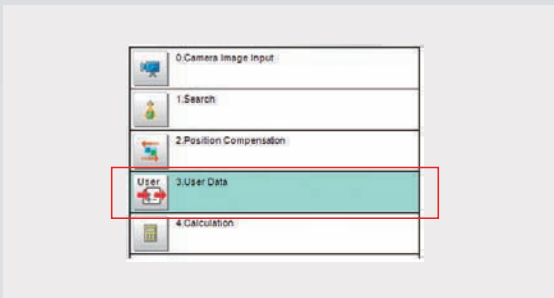 0.Camera Image Input
1.Search
2.Position Compensation
User
3.User Data
4.Calculation